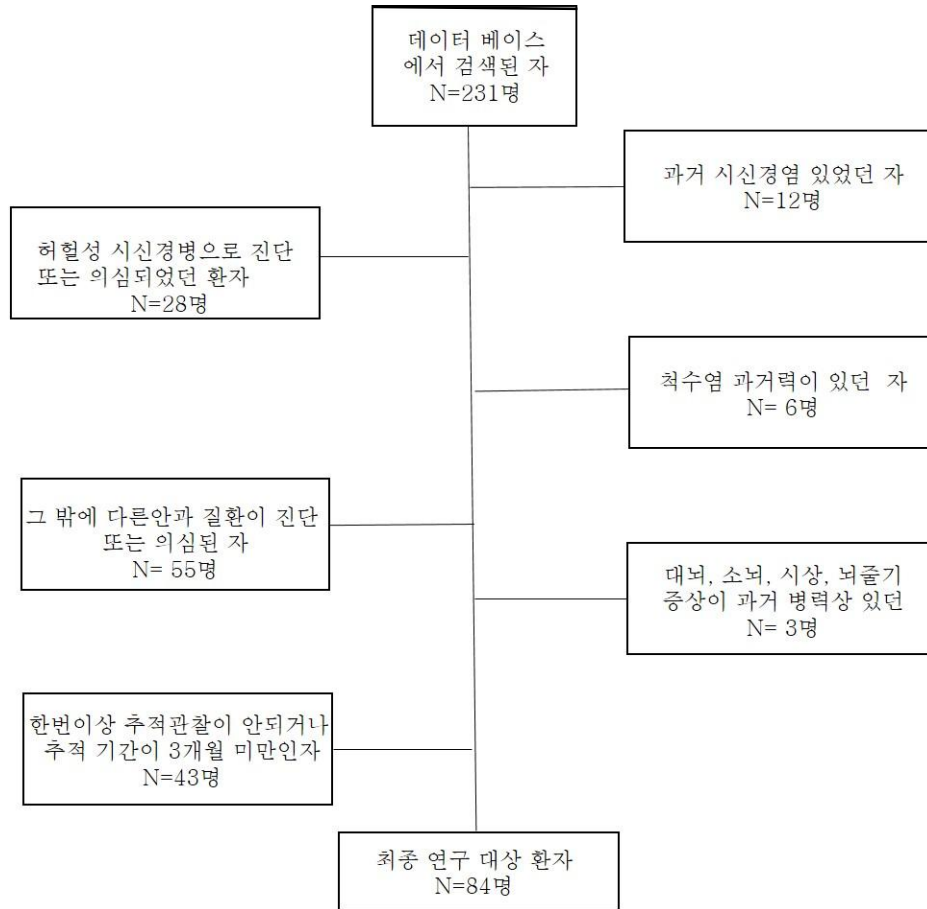 데이터 베이스
에서 검색된 자
N=231명
과거 시신경염 있었던 자
N=12명
허혈성 시신경병으로 진단
또는 의심되었던 환자
N=28명
척수염 과거력이 있던 자
N= 6명
그 밖에 다른안과 질환이 진단
또는 의심된 자
N= 55명
대뇌, 소뇌, 시상, 뇌줄기
증상이 과거 병력상 있던
N= 3명
한번이상 추적관찰이 안되거나
추적 기간이 3개월 미만인자
N=43명
최종 연구 대상 환자
N=84명